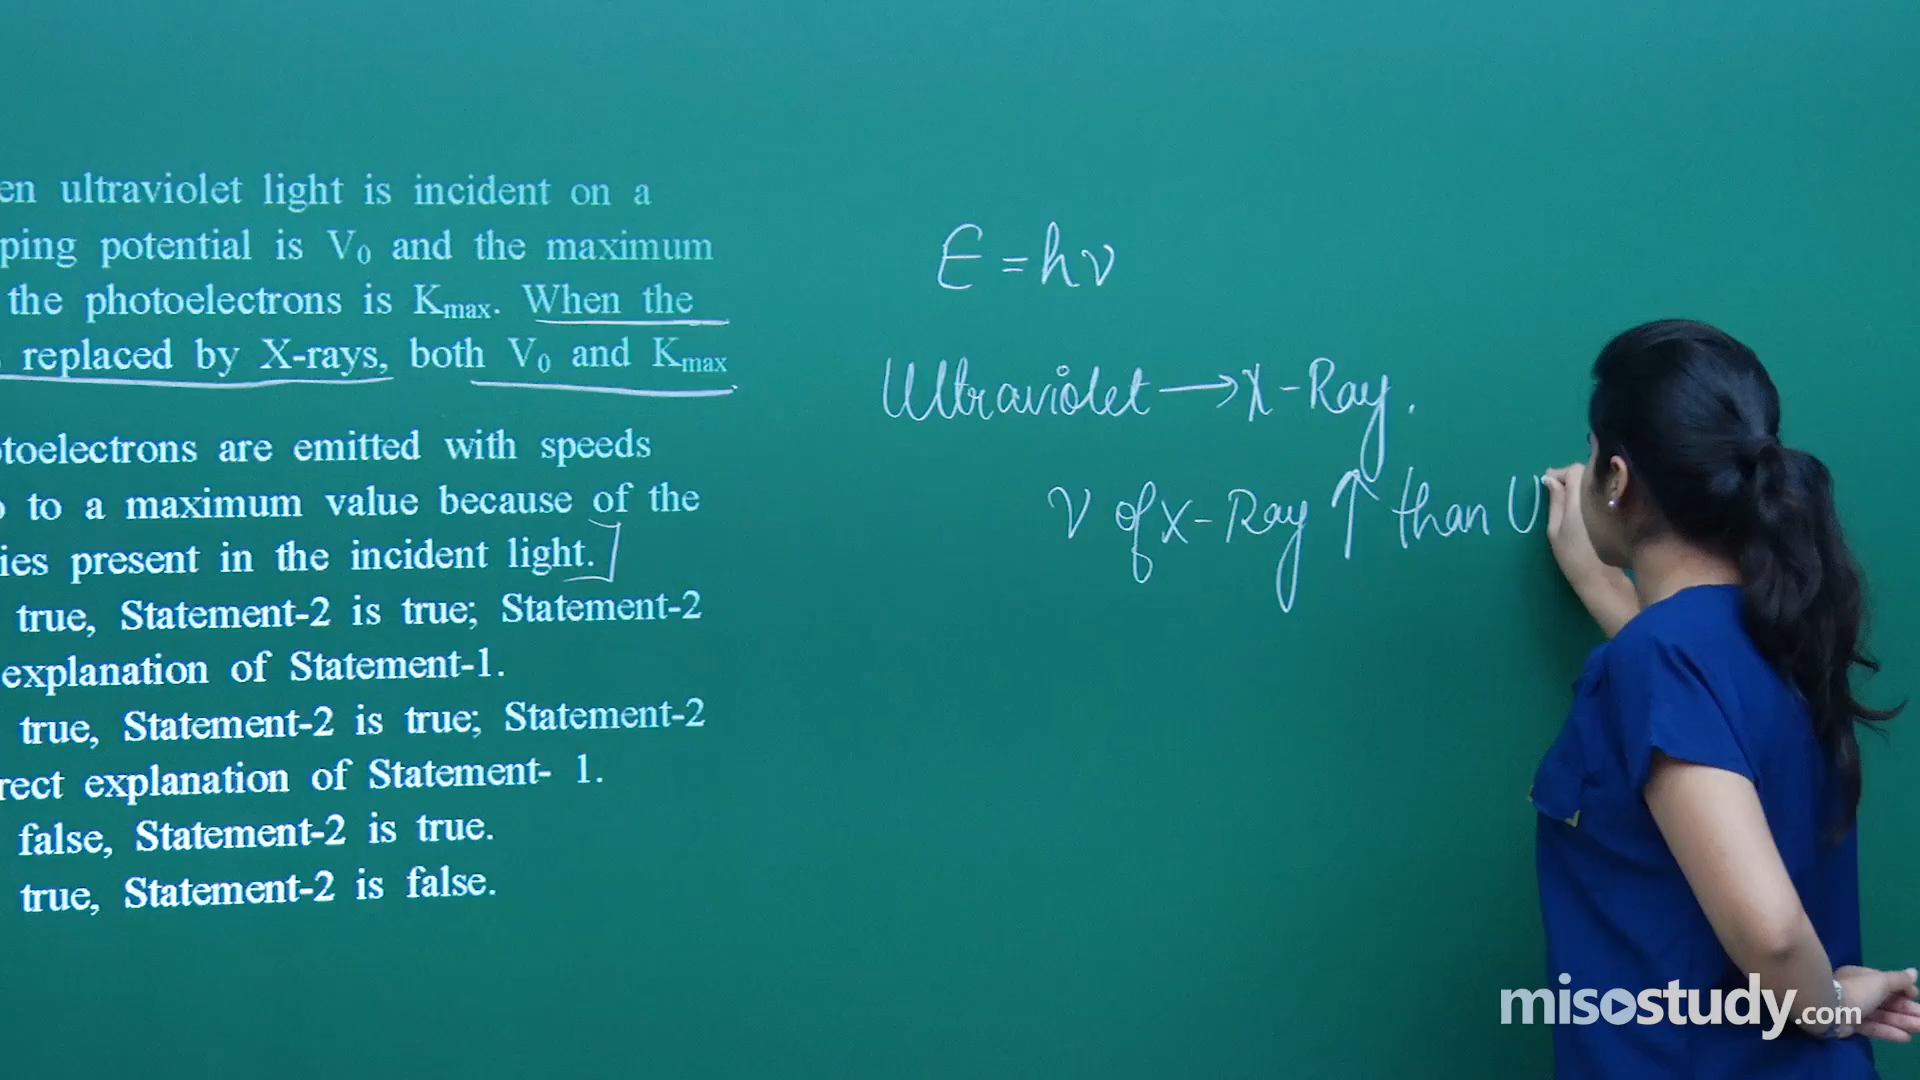 en ultraviolet light is incident on a
ping potential is V₀ and the maximum
the photoelectrons is Kmax. When the
replaced by X-rays, both V₀ and Kmax
toelectrons are emitted with speeds
to a maximum value because of the
ies present in the incident light.
true, Statement-2 is true; Statement-2
explanation of Statement-1.
true, Statement-2 is true; Statement-2
rect explanation of Statement- 1.
false, Statement-2 is true.
true, Statement-2 is false.
E = hν
Ultraviolet → X-Ray.
ν of X-Ray ↑ than U
misostudy.com